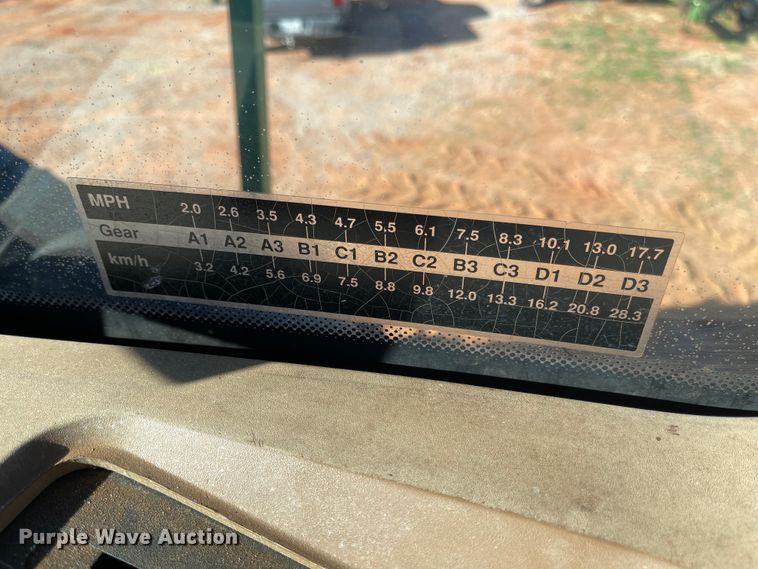 MPH 2.0 2.6 3.5 4.3 4.7 5.5 6.1 7.5 8.3 10.1 13.0 17.7
Gear A1 A2 A3 B1 C1 B2 C2 B3 C3 D1 D2 D3
km/h 3.2 4.2 5.6 6.9 7.5 8.8 9.8 12.0 13.3 16.2 20.8 28.3
Purple Wave Auction